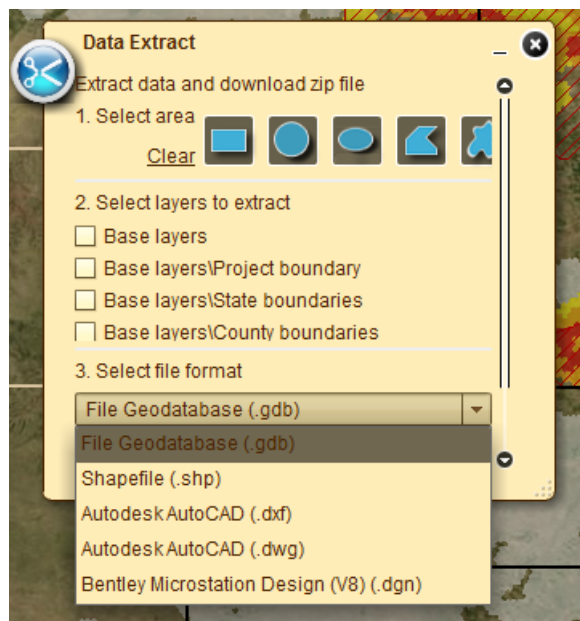 Data Extract
Extract data and download zip file
1. Select area
Clear
2. Select layers to extract
Base layers
Base layers\Project boundary
Base layers\State boundaries
Base layers\County boundaries
3. Select file format
File Geodatabase (.gdb)
File Geodatabase (.gdb)
Shapefile (.shp)
Autodesk AutoCAD (.dxf)
Autodesk AutoCAD (.dwg)
Bentley Microstation Design (V8) (.dgn)